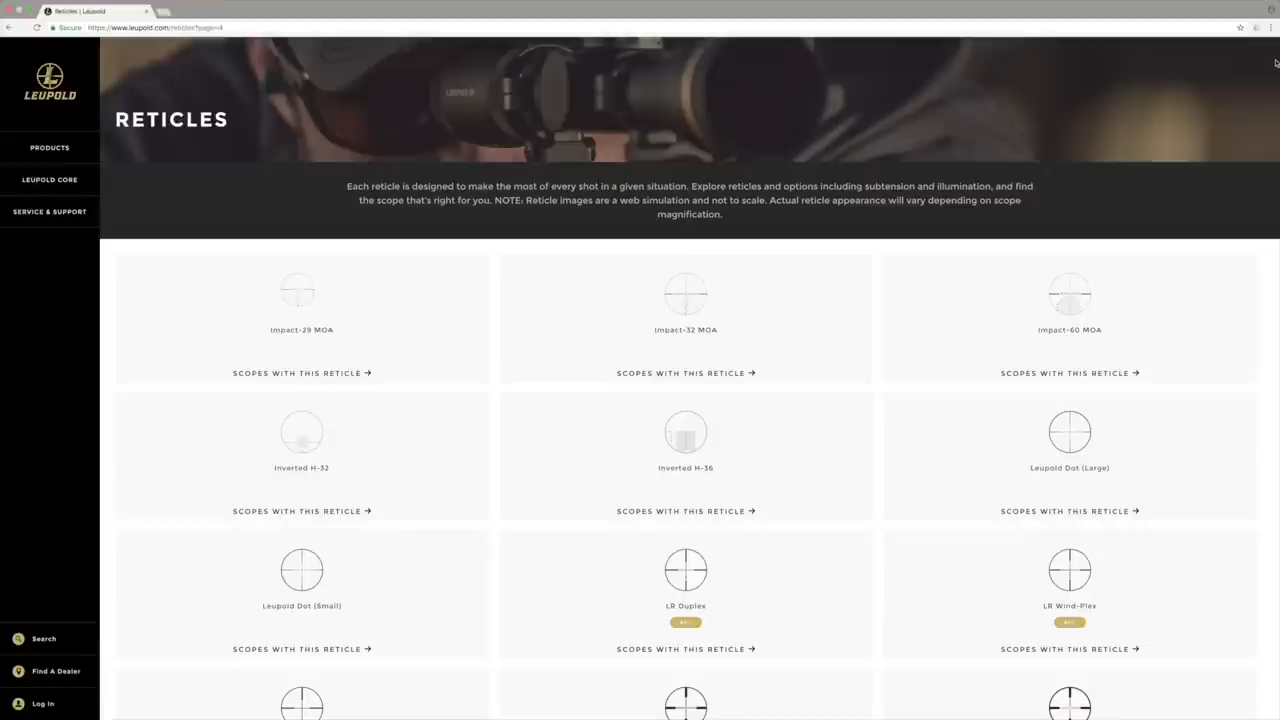 Reticles | Leupold
Secure
https://www.leupold.com/reticles?page=4
LEUPOLD
LEUPOLD
RETICLES
PRODUCTS
LEUPOLD CORE
SERVICE & SUPPORT
Each reticle is designed to make the most of every shot in a given situation. Explore reticles and options including subtension and illumination, and find
the scope that's right for you. NOTE: Reticle images are a web simulation and not to scale. Actual reticle appearance will vary depending on scope
magnification.
Impact-29 MOA
Impact-32 MOA
Impact-60 MOA
SCOPES WITH THIS RETICLE →
SCOPES WITH THIS RETICLE →
SCOPES WITH THIS RETICLE →
Inverted H-32
Inverted H-36
Leupold Dot (Large)
SCOPES WITH THIS RETICLE →
SCOPES WITH THIS RETICLE →
SCOPES WITH THIS RETICLE →
Leupold Dot (Small)
LR Duplex
LR Wind-Plex
SCOPES WITH THIS RETICLE →
SCOPES WITH THIS RETICLE →
SCOPES WITH THIS RETICLE →
Search
Find A Dealer
Log In